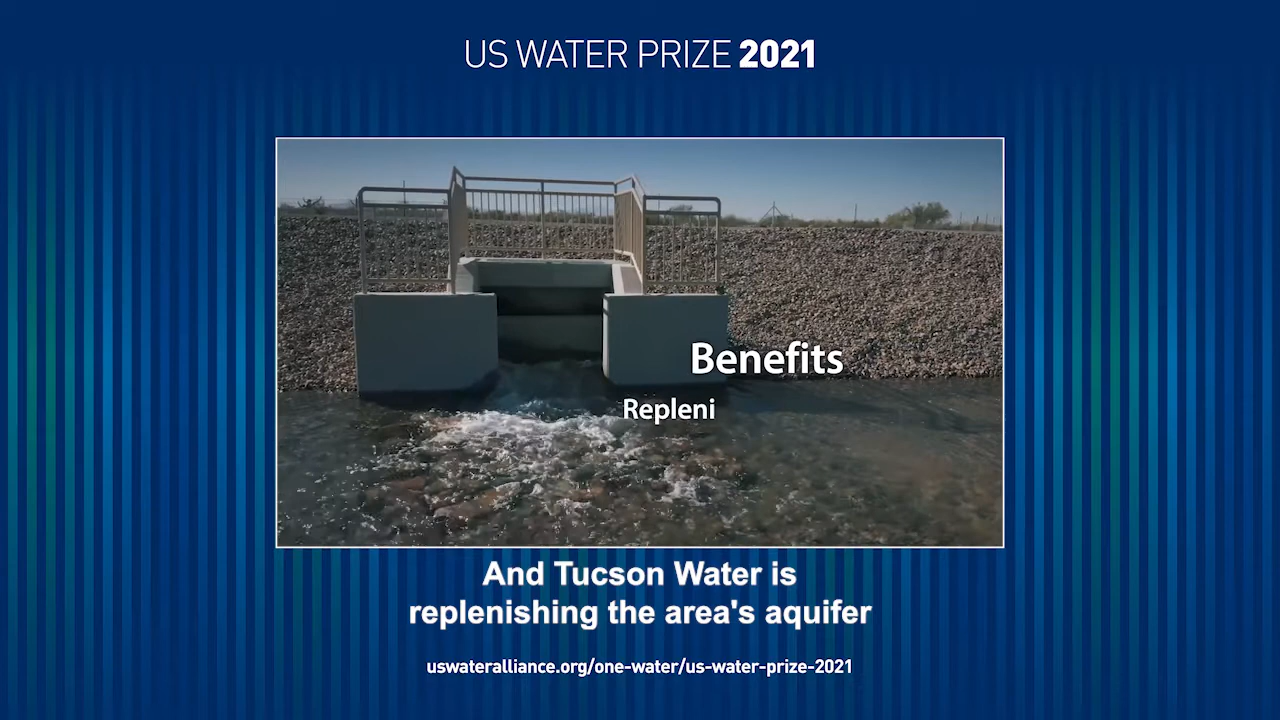 US WATER PRIZE 2021
Benefits
Repleni
And Tucson Water is
replenishing the area's aquifer
uswateralliance.org/one-water/us-water-prize-2021